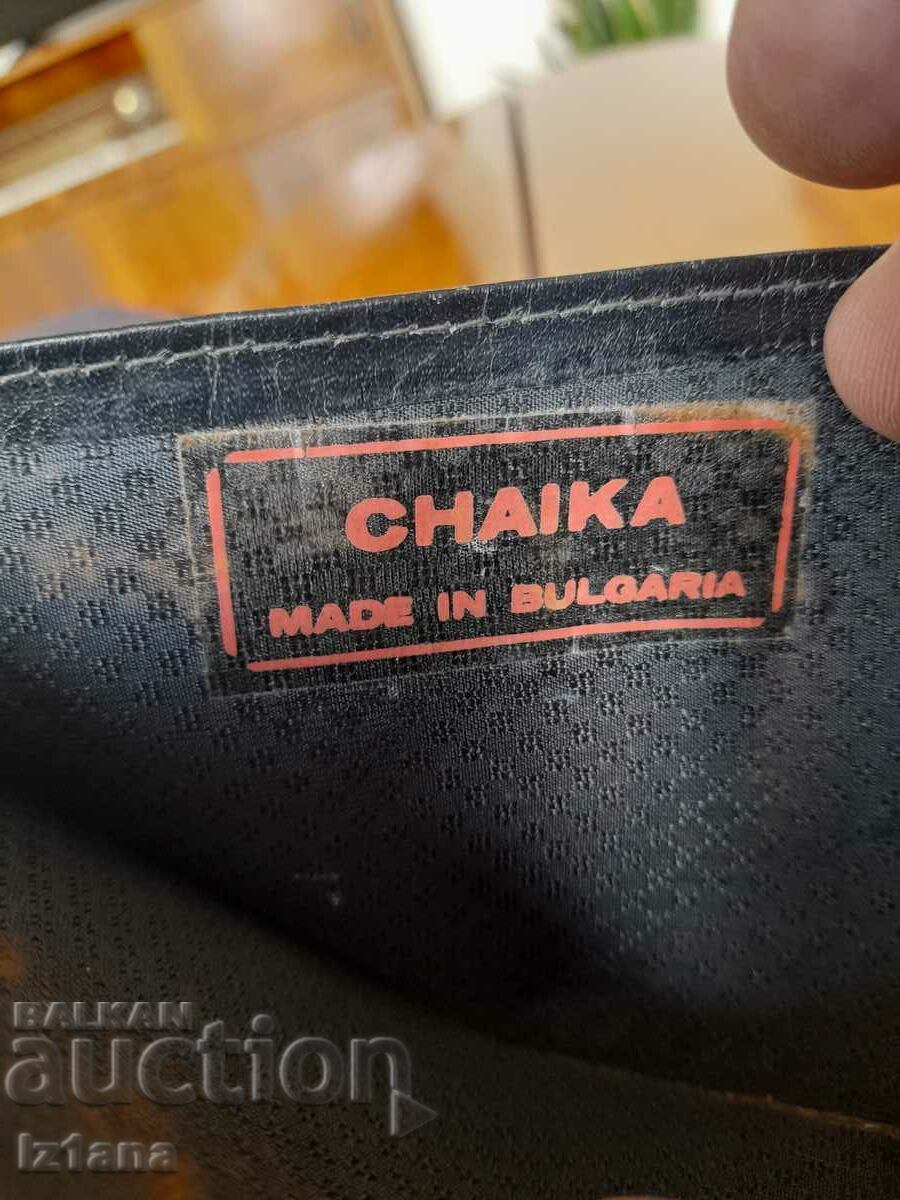 CHAIKA
MADE IN BULGARIA
BALKAN
auction
Iz1ana